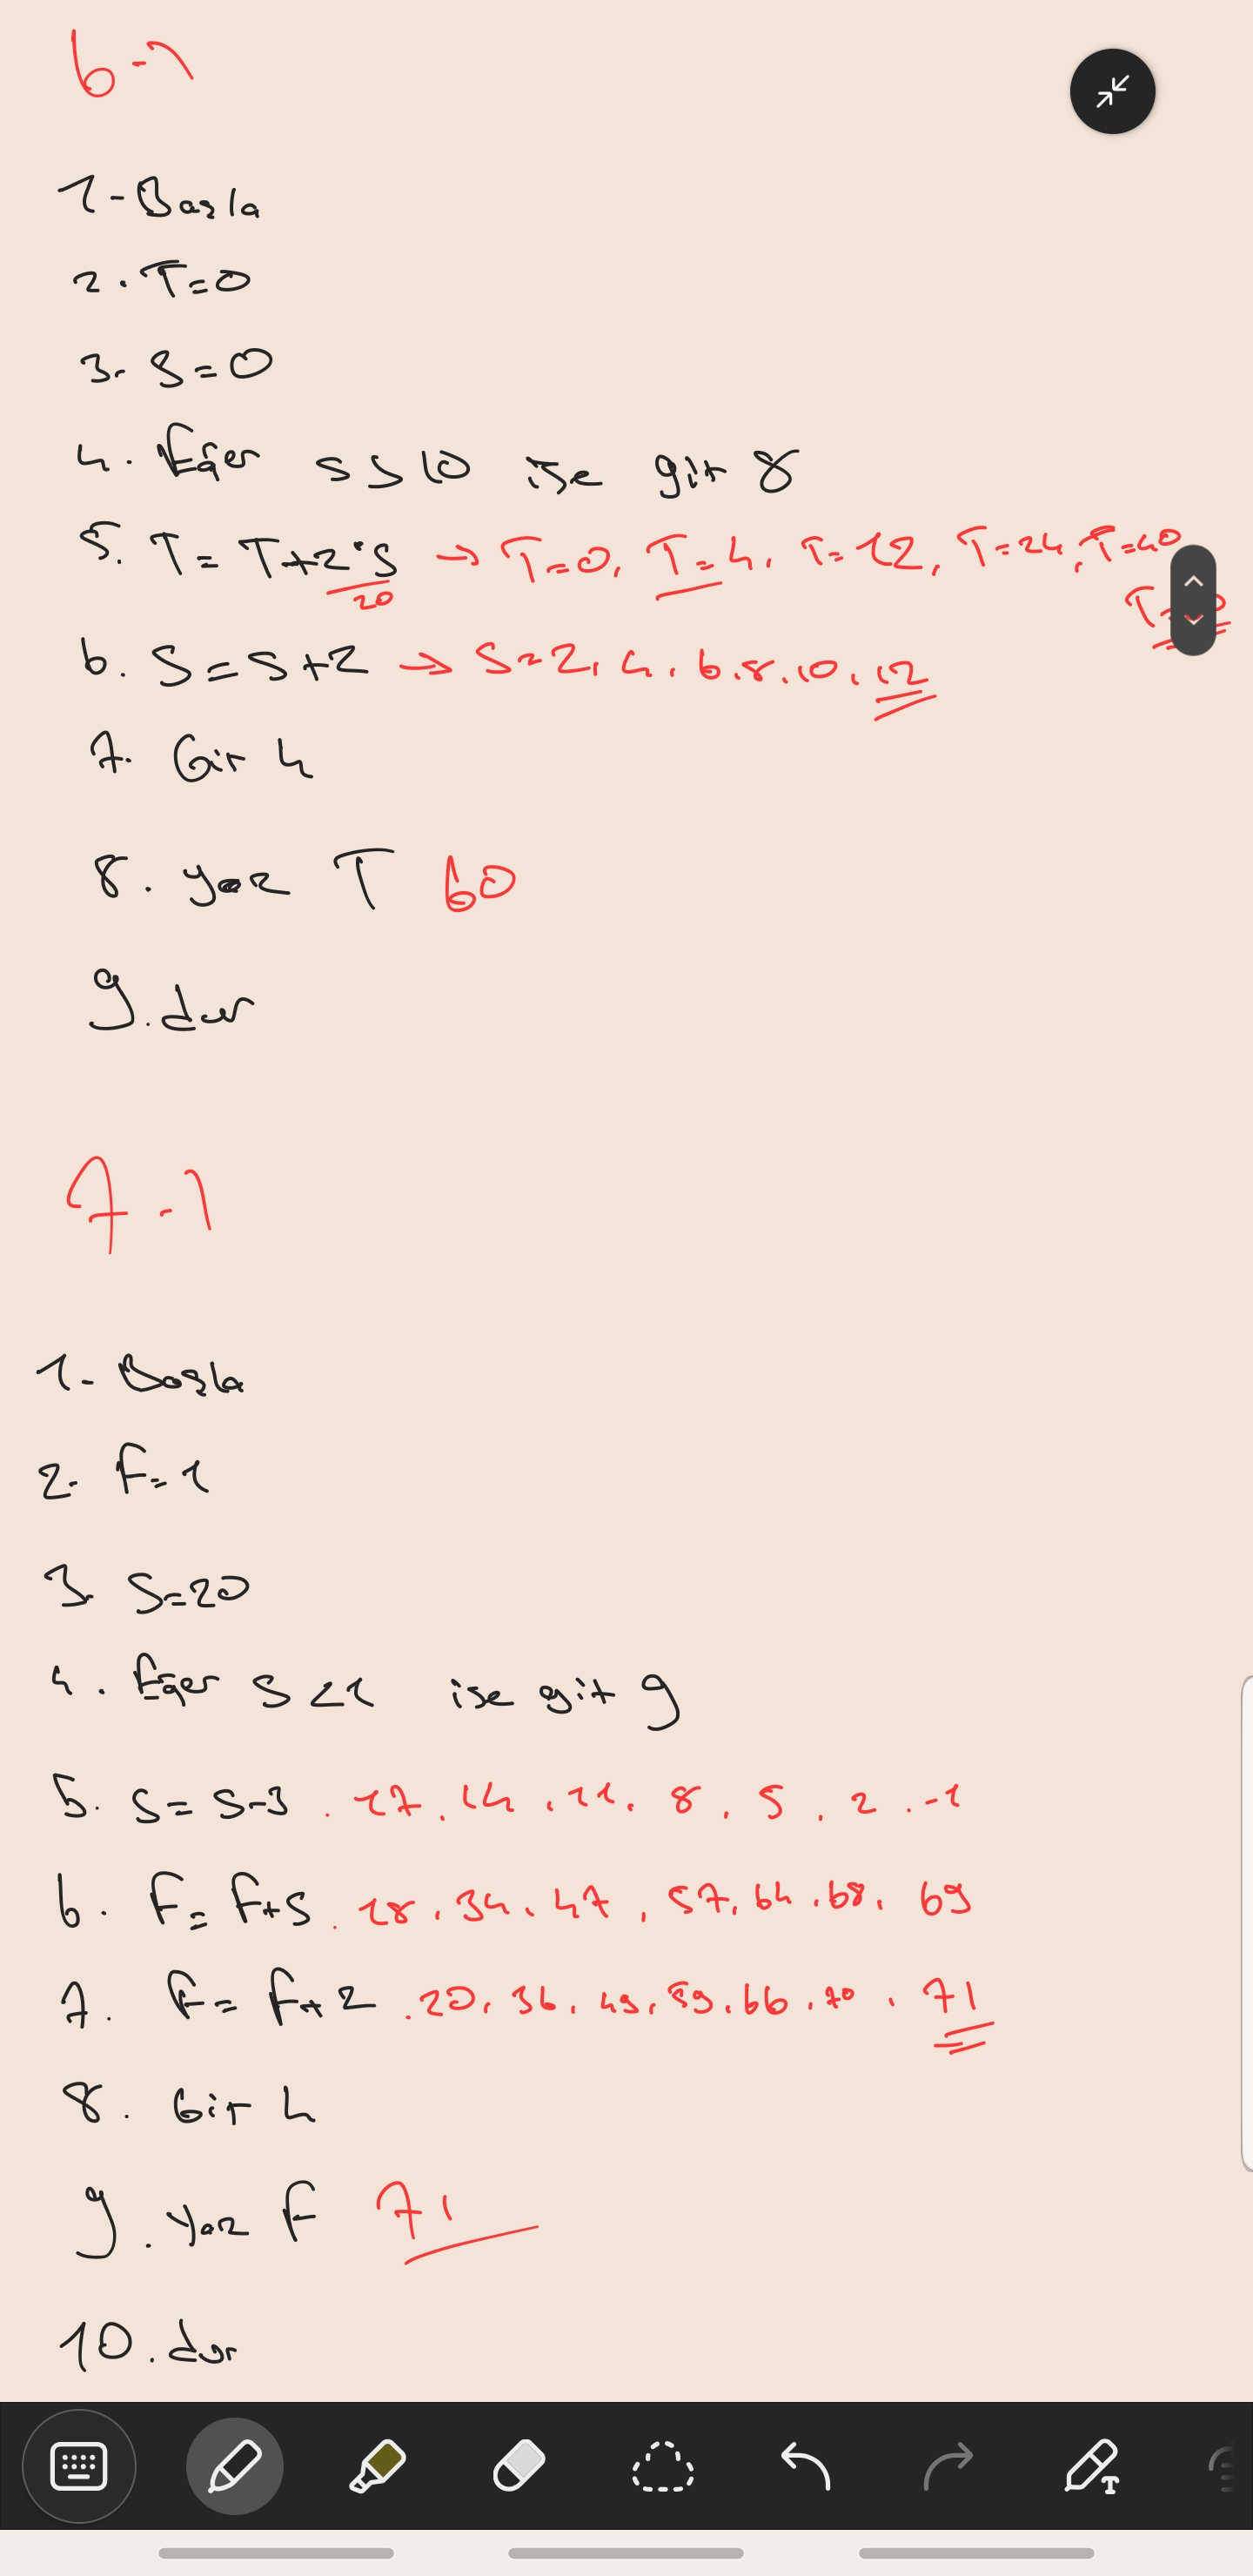 6-7
1-Başla
2. T=0
3. S=0
4. Eğer S>10 ise git 8
5. T=T+2*S → T=0, T=4, T=12, T=24, T=40
20
6. S=S+2 → S=2, 4, 6, 8, 10, 12
7. Git 4
8. yaz T 60
9. dur
7-1
1- Başla
2. F=1
3. S=20
4. Eğer S<1 ise git 9
5. S=S-3. 17. 14. 11. 8. 5. 2. -1
6. F=F+S. 18. 34. 47. 57. 64. 68. 69
7. F=F+2. 20. 36. 49. 59. 66. 70. 71
8. Git 4
9. Yaz F 71
10. dur